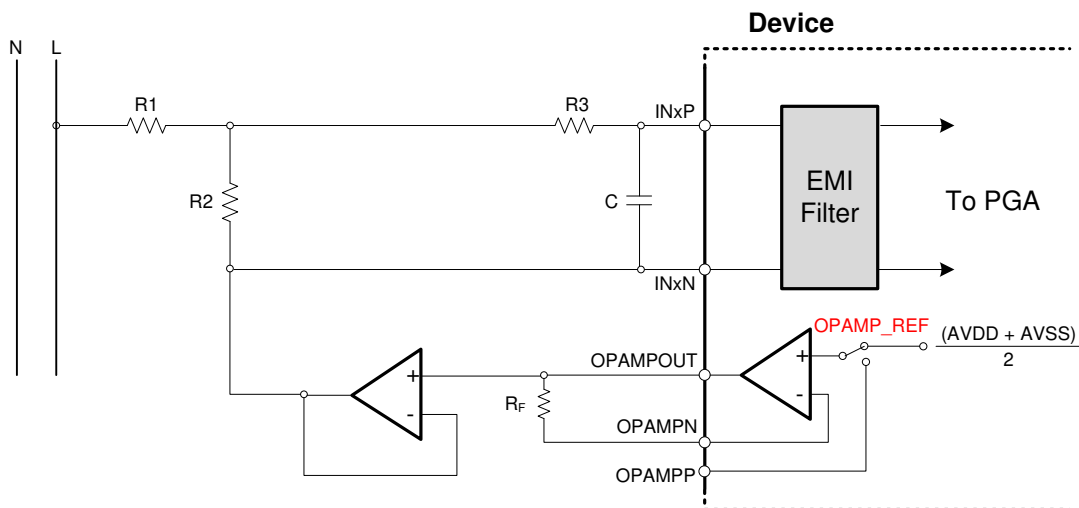 Device
N L
R1
R3
INxP
R2
C
EMI
Filter
To PGA
INxN
OPAMP_REF
(AVDD + AVSS)
2
OPAMPOUT
+
-
+
-
RF
OPAMPN
OPAMPP